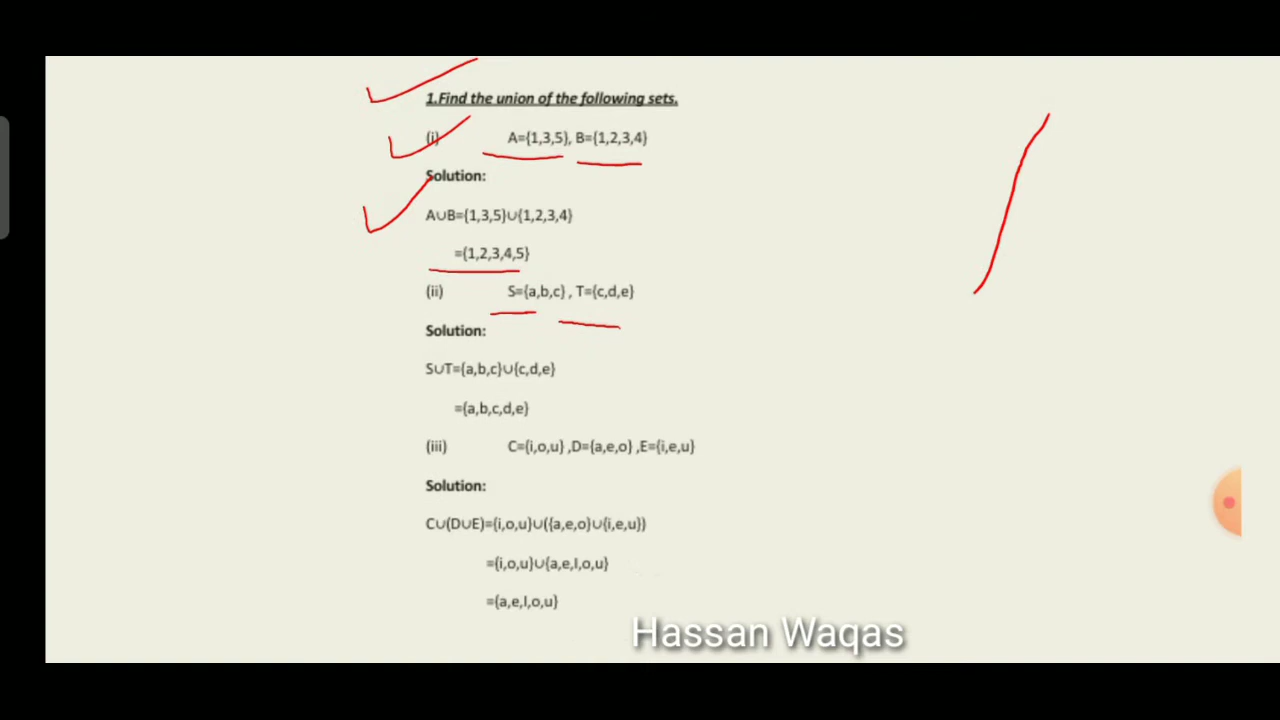 1.Find the union of the following sets.
(i) A={1,3,5}, B={1,2,3,4}
Solution:
A∪B={1,3,5}∪{1,2,3,4}
={1,2,3,4,5}
(ii) S={a,b,c} , T={c,d,e}
Solution:
S∪T={a,b,c}∪{c,d,e}
={a,b,c,d,e}
(iii) C={i,o,u} ,D={a,e,o} ,E={i,e,u}
Solution:
C∪(D∪E)={i,o,u}∪({a,e,o}∪{i,e,u})
={i,o,u}∪{a,e,I,o,u}
={a,e,I,o,u}
Hassan Waqas